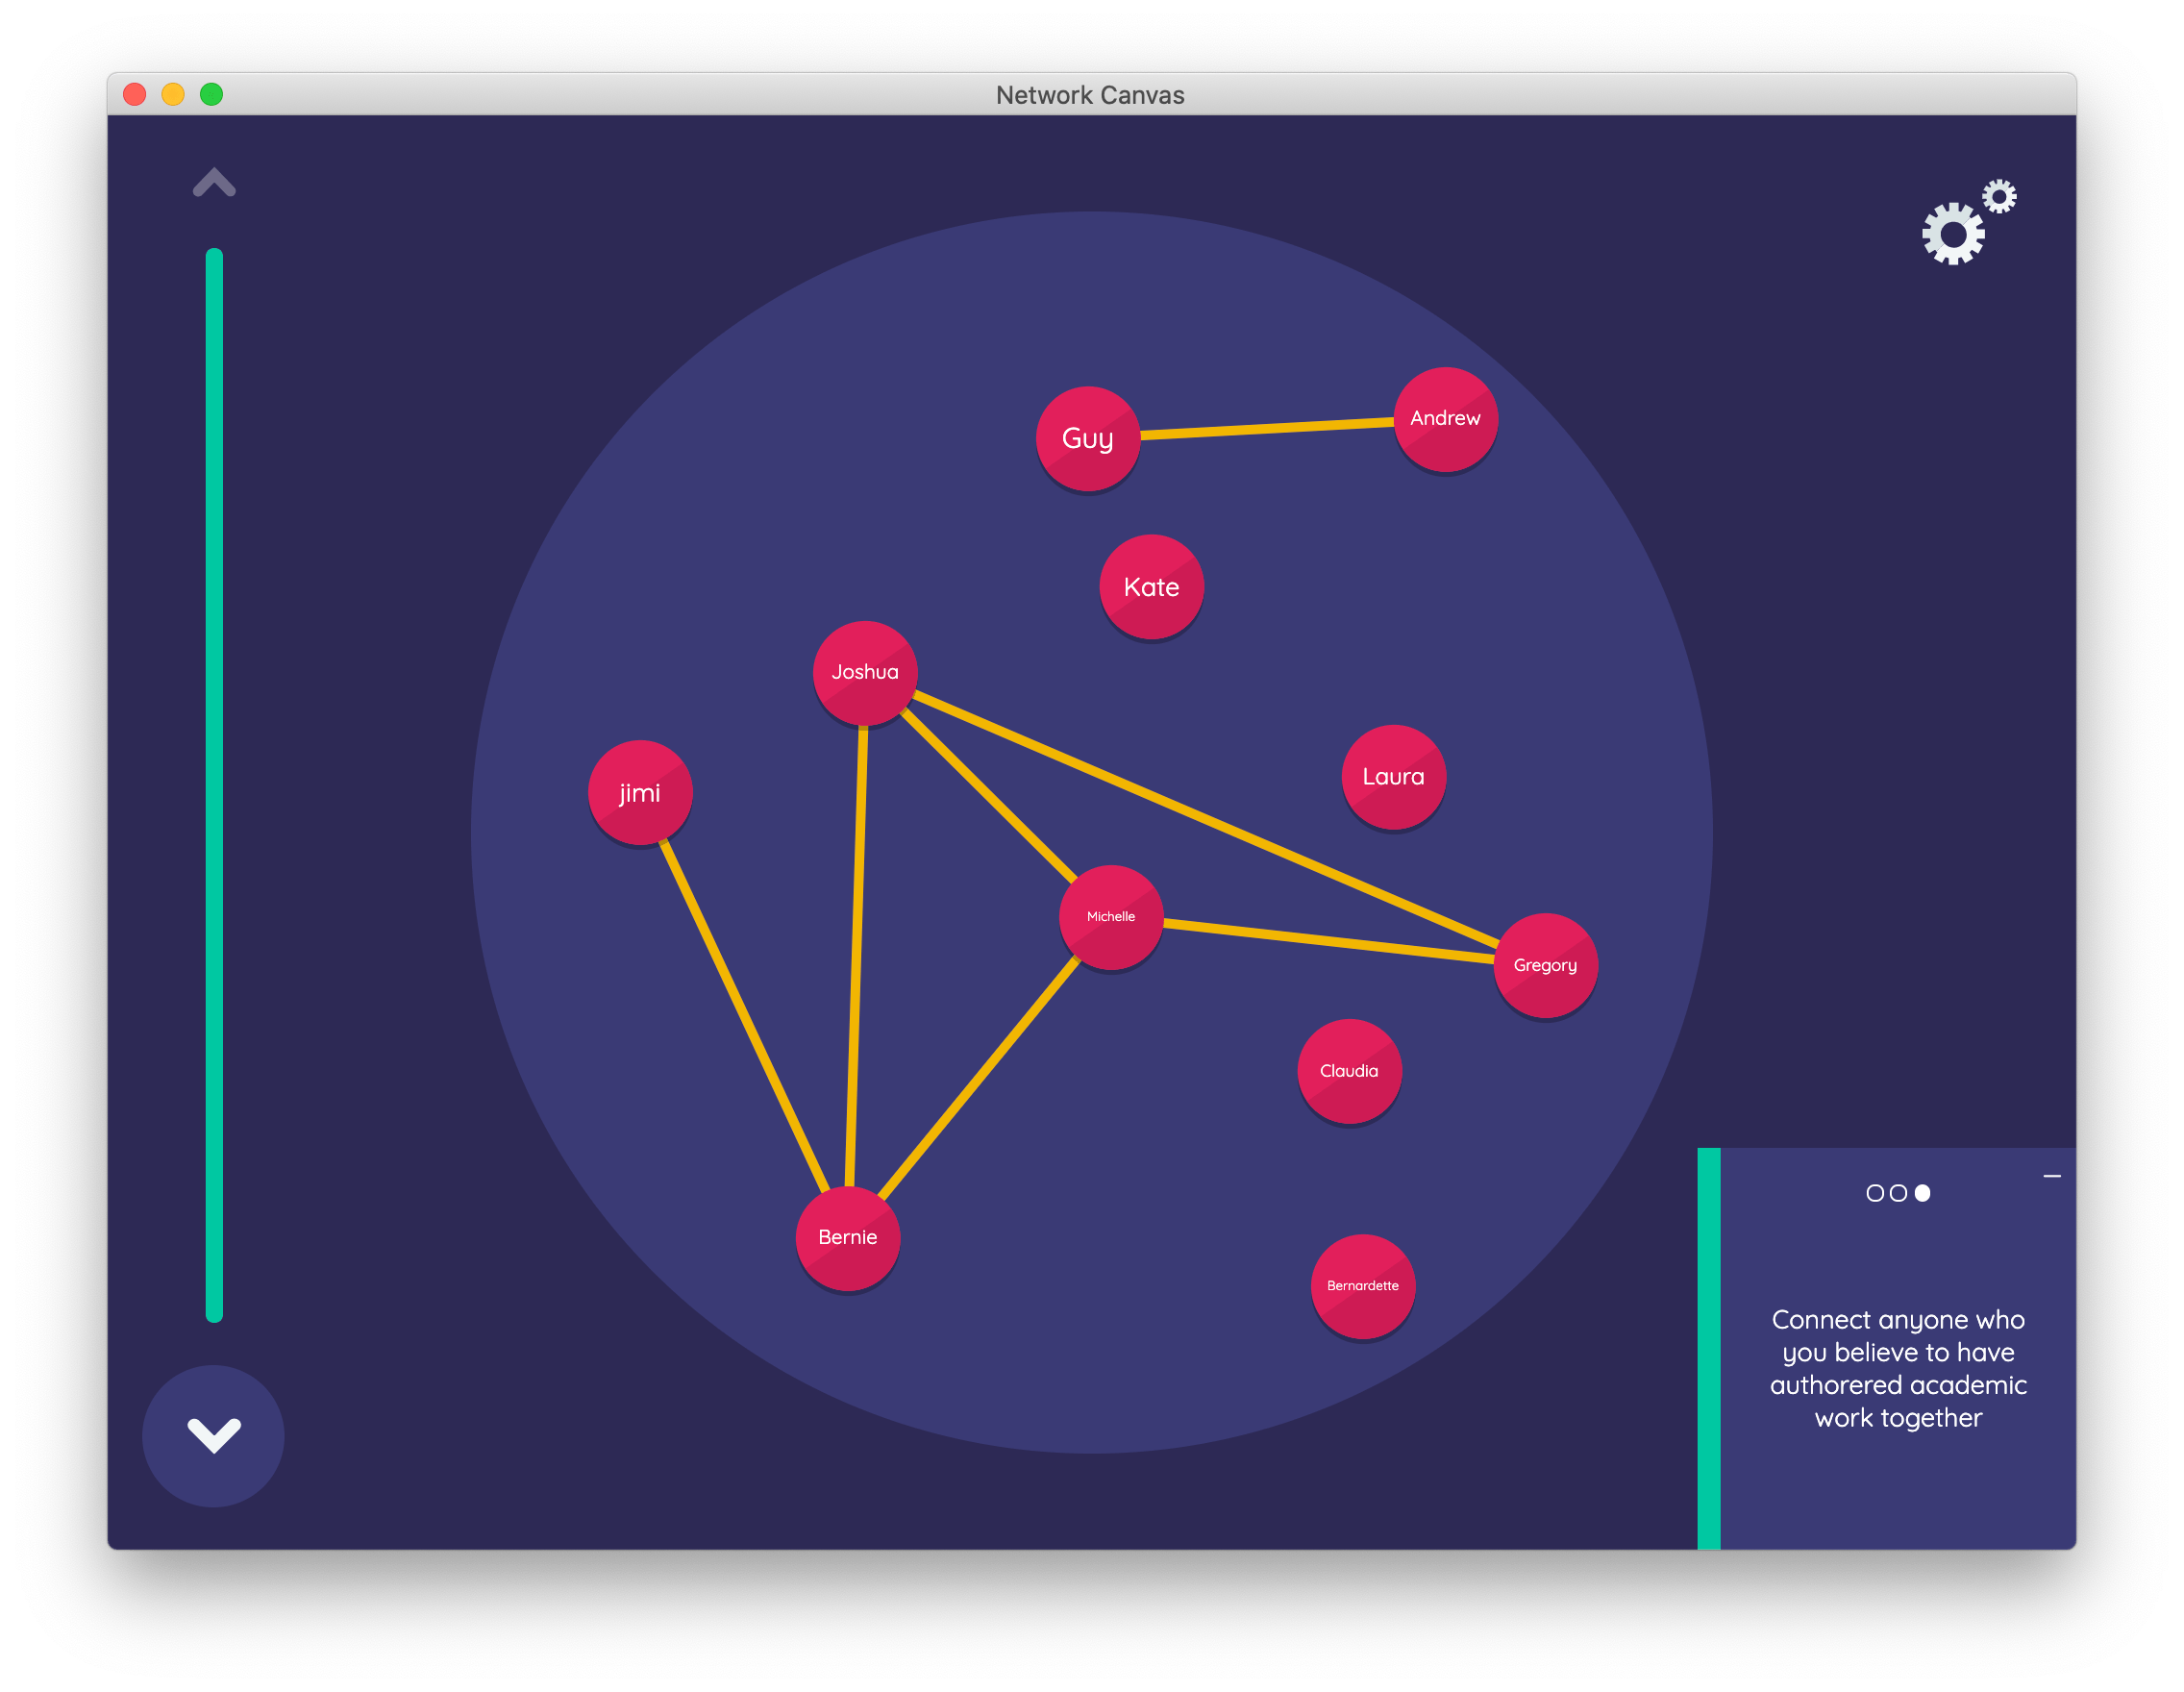 Network Canvas
Guy
Andrew
Kate
Joshua
jimi
Laura
Michelle
Gregory
Claudia
Bernie
Bernardette
Connect anyone who
you believe to have
authorered academic
work together